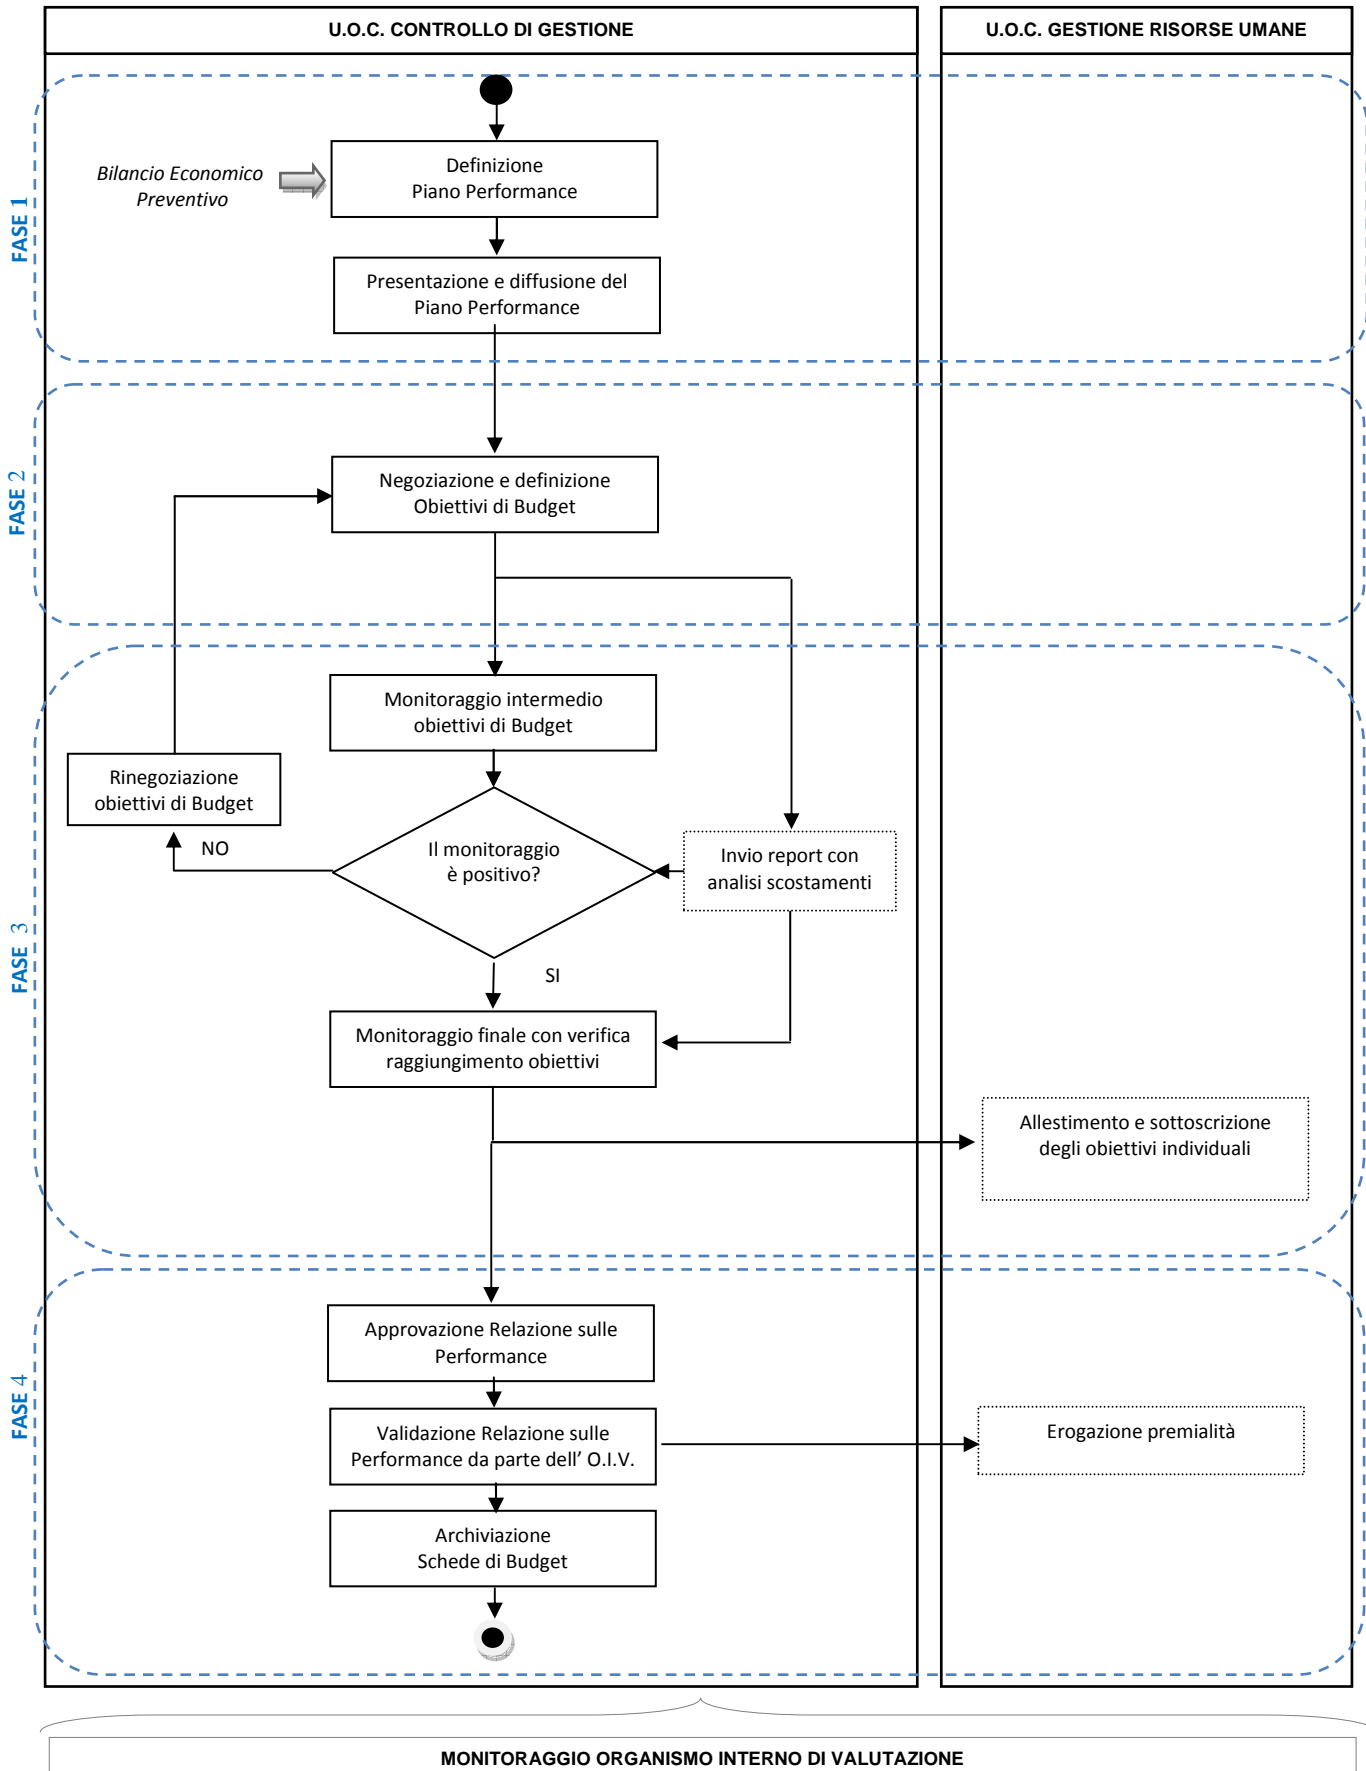 U.O.C. CONTROLLO DI GESTIONE
U.O.C. GESTIONE RISORSE UMANE
FASE 1
Bilancio Economico
Preventivo
Definizione
Piano Performance
Presentazione e diffusione del
Piano Performance
FASE 2
Negoziazione e definizione
Obiettivi di Budget
FASE 3
Monitoraggio intermedio
obiettivi di Budget
Rinegoziazione
obiettivi di Budget
NO
Il monitoraggio
è positivo?
Invio report con
analisi scostamenti
SI
Monitoraggio finale con verifica
raggiungimento obiettivi
Allestimento e sottoscrizione
degli obiettivi individuali
FASE 4
Approvazione Relazione sulle
Performance
Validazione Relazione sulle
Performance da parte dell' O.I.V.
Erogazione premialità
Archiviazione
Schede di Budget
MONITORAGGIO ORGANISMO INTERNO DI VALUTAZIONE